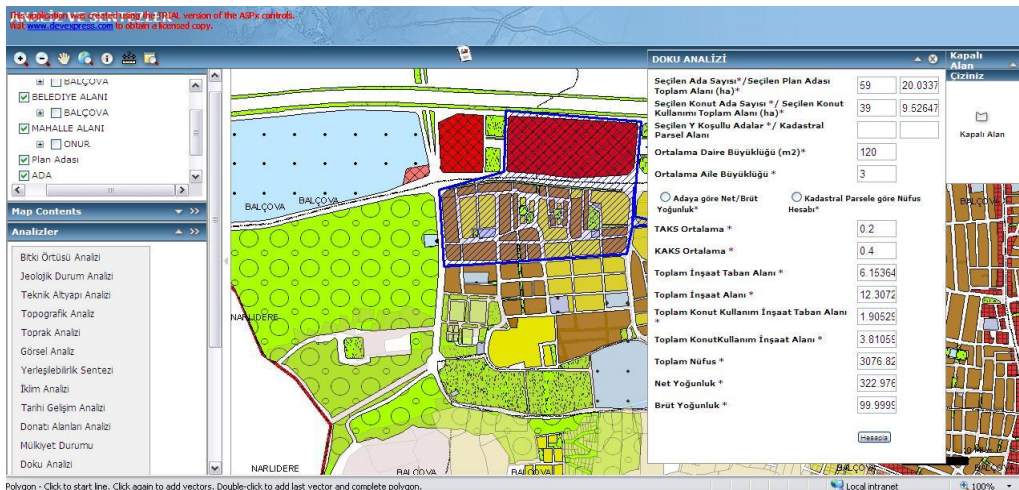 This application was created using the TRIAL version of the ASPx controls.
Visit www.devexpress.com to obtain a licensed copy.
BALÇOVA
BELEDIYE ALANI
BALÇOVA
MAHALLE ALANI
ONUR
Plan Adası
ADA
Map Contents
Analizler
Bitki Örtüsü Analizi
Jeolojik Durum Analizi
Teknik Altyapı Analizi
Topografik Analiz
Toprak Analizi
Görsel Analiz
Yerleşilebilirlik Sentezi
İklim Analizi
Tarihi Gelişim Analizi
Donatı Alanları Analizi
Mülkiyet Durumu
Doku Analizi
BALÇOVA
BALÇOVA
NARLIDERE
NARLIDERE
BALÇOVA
BALÇOVA
DOKU ANALİZİ
Seçilen Ada Sayısı*/Seçilen Plan Adası
Toplam Alanı (ha)*
59
20.0337
Seçilen Konut Ada Sayısı */ Seçilen Konut
Kullanımı Toplam Alanı (ha)*
39
9.52647
Seçilen Y Koşullu Adalar */ Kadastral
Parsel Alanı
Ortalama Daire Büyüklüğü (m2)*
120
Ortalama Aile Büyüklüğü *
3
Adaya göre Net/Brüt
Yoğunluk*
Kadastral Parsele göre Nüfus
Hesabı*
TAKS Ortalama *
0.2
KAKS Ortalama *
0.4
Toplam İnşaat Taban Alanı *
6.15364
Toplam İnşaat Alanı *
12.3072
Toplam Konut Kullanım İnşaat Taban Alanı
*
1.90529
Toplam KonutKullanım İnşaat Alanı *
3.81059
Toplam Nüfus *
3076.82
Net Yoğunluk *
322.976
Brüt Yoğunluk *
99.9999
Hesapla
Kapalı
Alan
Çiziniz
Kapalı Alan
BALÇOVA
BALÇOVA
BALÇOVA
Polygon - Click to start line. Click again to add vectors. Double-click to add last vector and complete polygon.
Local intranet
100%